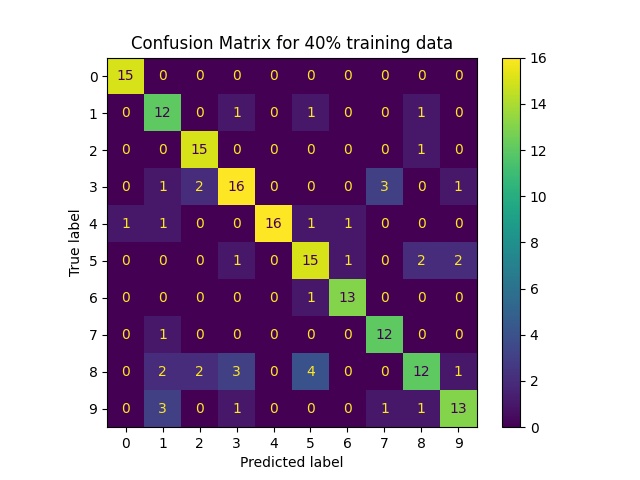 Confusion Matrix for 40% training data
0 15 0 0 0 0 0 0 0 0 0
1 0 12 0 1 0 1 0 0 1 0
2 0 0 15 0 0 0 0 0 1 0
3 0 1 2 16 0 0 0 3 0 1
4 1 1 0 0 16 1 1 0 0 0
5 0 0 0 1 0 15 1 0 2 2
6 0 0 0 0 0 1 13 0 0 0
7 0 1 0 0 0 0 0 12 0 0
8 0 2 2 3 0 4 0 0 12 1
9 0 3 0 1 0 0 0 1 1 13
0 1 2 3 4 5 6 7 8 9
Predicted label
True label
16
14
12
10
8
6
4
2
0